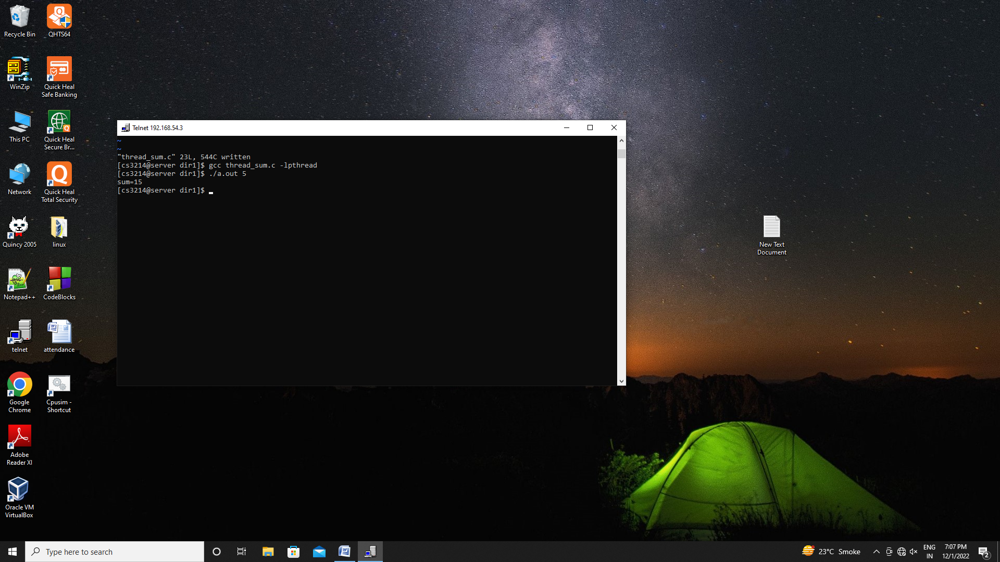 Recycle Bin
QHTS64
WinZip
Quick Heal
Safe Banking
This PC
Quick Heal
Secure Br...
Network
Quick Heal
Total Security
Quincy 2005
linux
Notepad++
CodeBlocks
telnet
attendance
Google
Chrome
Cpusim -
Shortcut
Adobe
Reader XI
Oracle VM
VirtualBox
Telnet 192.168.54.3
~
~
"thread_sum.c" 23L, 544C written
[cs3214@server dir1]$ gcc thread_sum.c -lpthread
[cs3214@server dir1]$ ./a.out 5
sum=15
[cs3214@server dir1]$
New Text
Document
Type here to search
23°C Smoke
ENG
IN
7:07 PM
12/1/2022
2